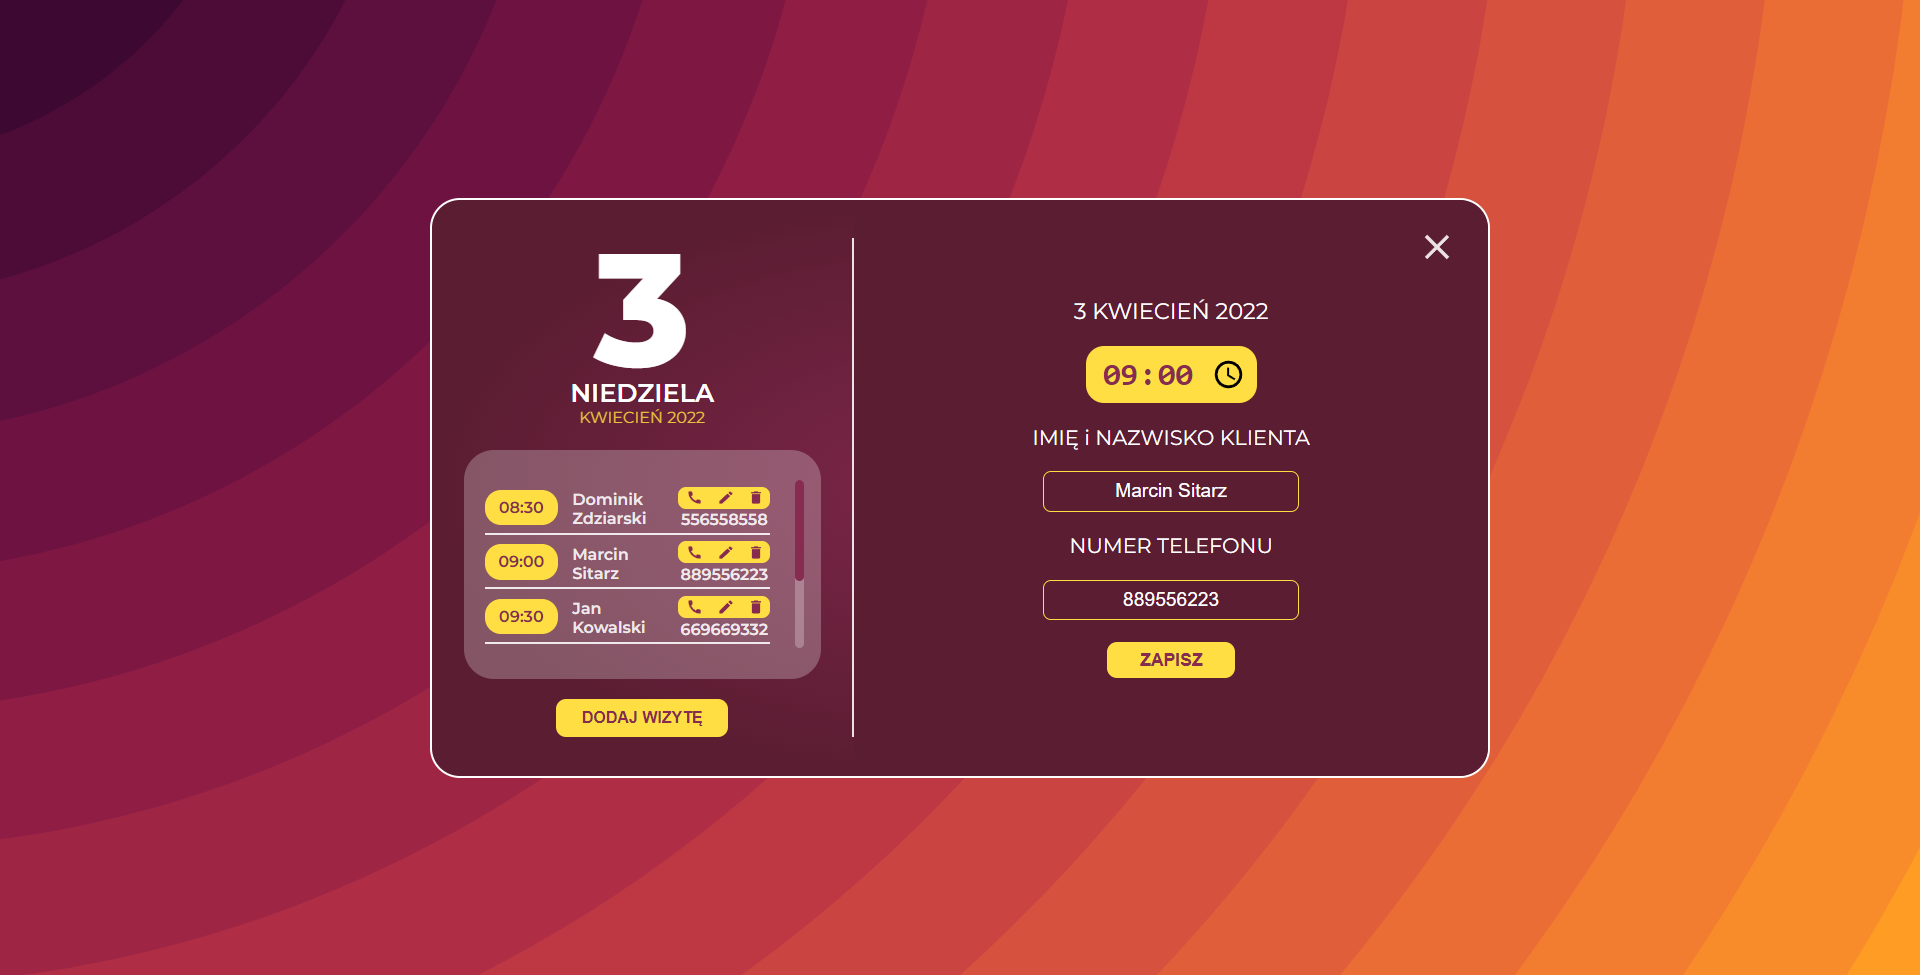 3
NIEDZIELA
KWIECIEŃ 2022
08:30
Dominik
Zdziarski
556558558
09:00
Marcin
Sitarz
889556223
09:30
Jan
Kowalski
669669332
DODAJ WIZYTĘ
3 KWIECIEŃ 2022
09:00
IMIĘ i NAZWISKO KLIENTA
Marcin Sitarz
NUMER TELEFONU
889556223
ZAPISZ